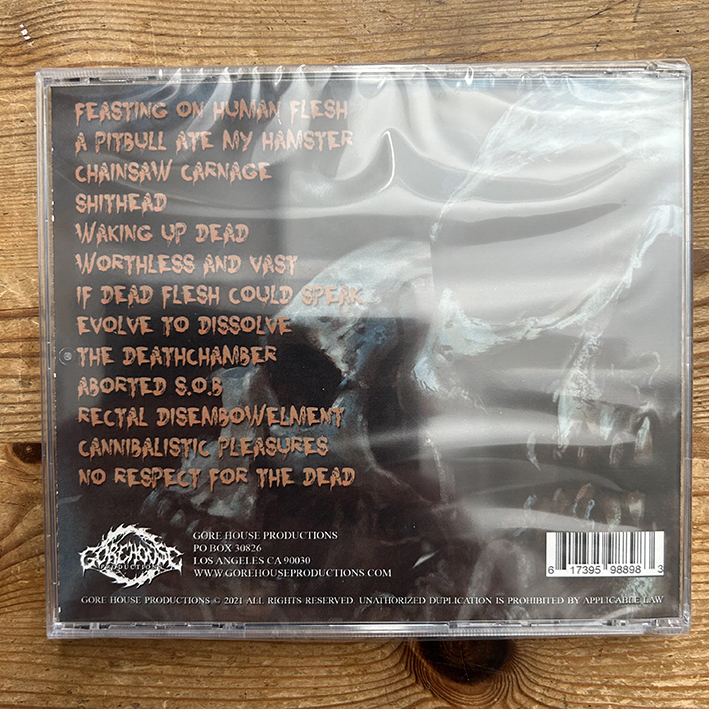 FEASTING ON HUMAN FLESH
A PITBULL ATE MY HAMSTER
CHAINSAW CARNAGE
SHITHEAD
WAKING UP DEAD
WORTHLESS AND VAST
IF DEAD FLESH COULD SPEAK
EVOLVE TO DISSOLVE
THE DEATHCHAMBER
ABORTED S.O.B
RECTAL DISEMBOWELMENT
CANNIBALISTIC PLEASURES
NO RESPECT FOR THE DEAD
GOREHOUSE
PRODUCTIONS
GORE HOUSE PRODUCTIONS
PO BOX 30826
LOS ANGELES CA 90030
WWW.GOREHOUSEPRODUCTIONS.COM
6 17395 98898 3
GORE HOUSE PRODUCTIONS © 2021 ALL RIGHTS RESERVED. UNAUTHORIZED DUPLICATION IS PROHIBITED BY APPLICABLE LAW